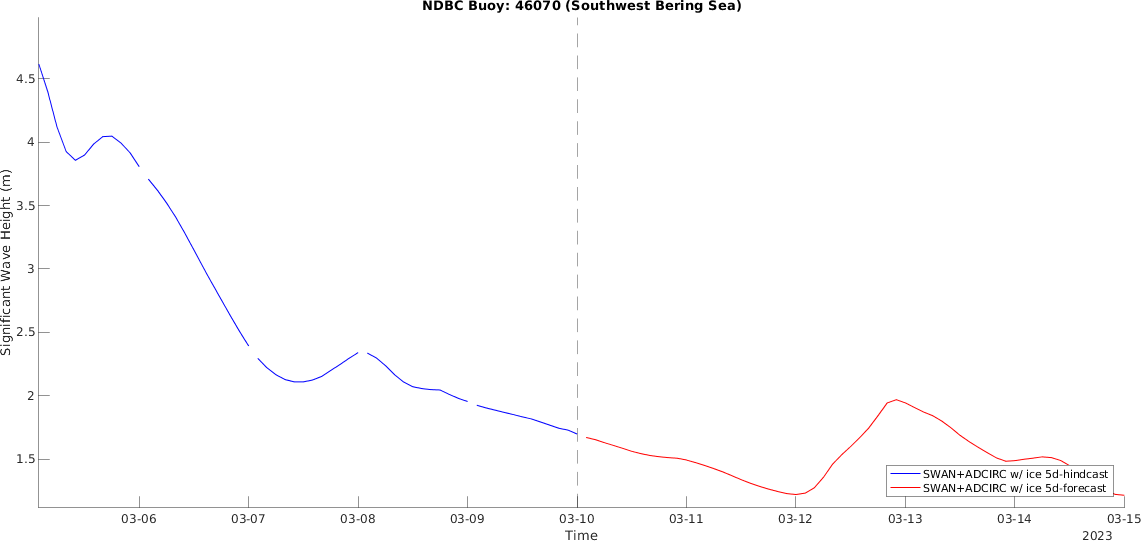 NDBC Buoy: 46070 (Southwest Bering Sea)
Significant Wave Height (m)
4.5
4
3.5
3
2.5
2
1.5
SWAN+ADCIRC w/ ice 5d-hindcast
SWAN+ADCIRC w/ ice 5d-forecast
03-06 03-07 03-08 03-09 03-10 03-11 03-12 03-13 03-14 03-15
Time
2023